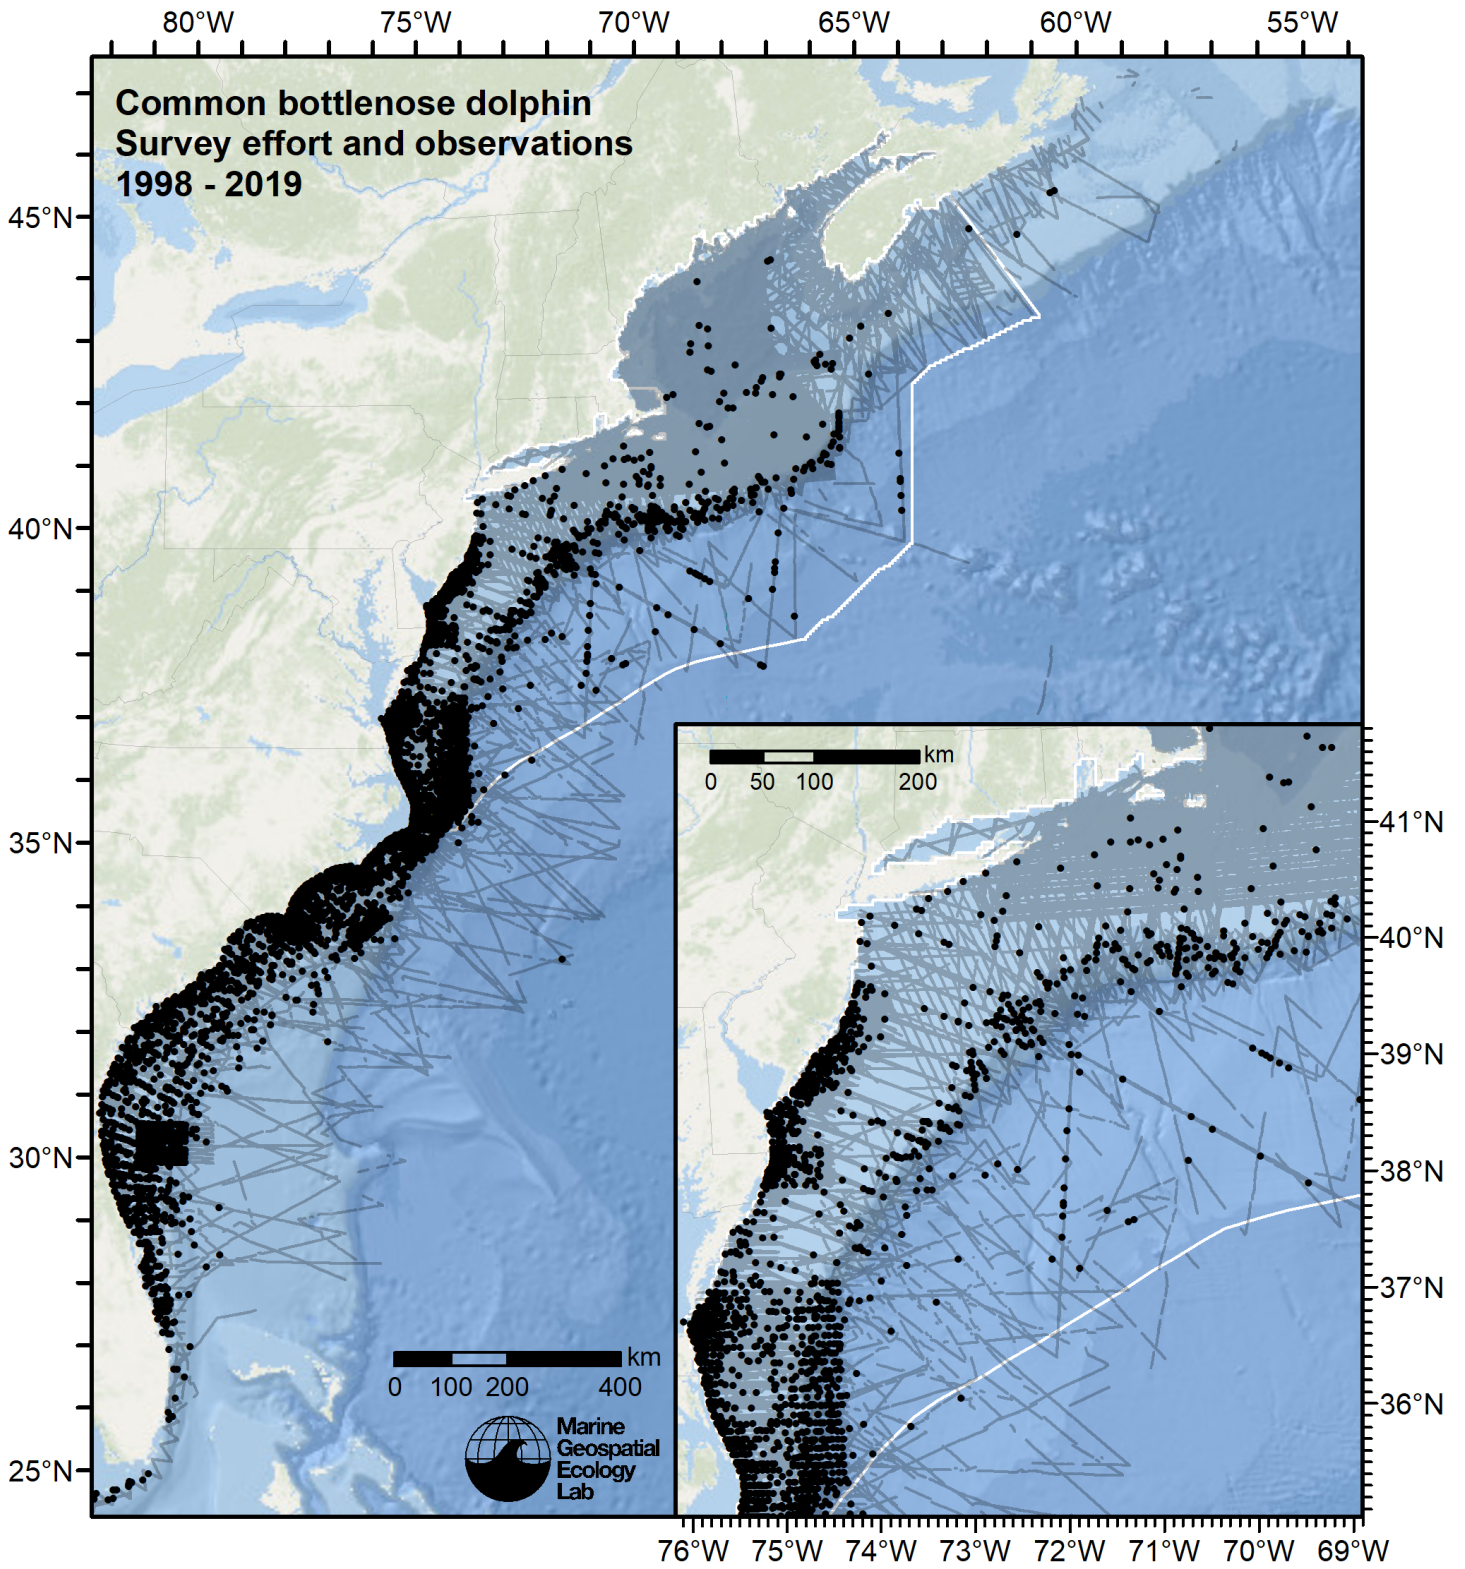 80°W 75°W 70°W 65°W 60°W 55°W
Common bottlenose dolphin
Survey effort and observations
1998 - 2019
45°N
40°N
35°N
30°N
25°N
km
0 100 200 400
Marine
Geospatial
Ecology
Lab
km
0 50 100 200
41°N
40°N
39°N
38°N
37°N
36°N
76°W 75°W 74°W 73°W 72°W 71°W 70°W 69°W